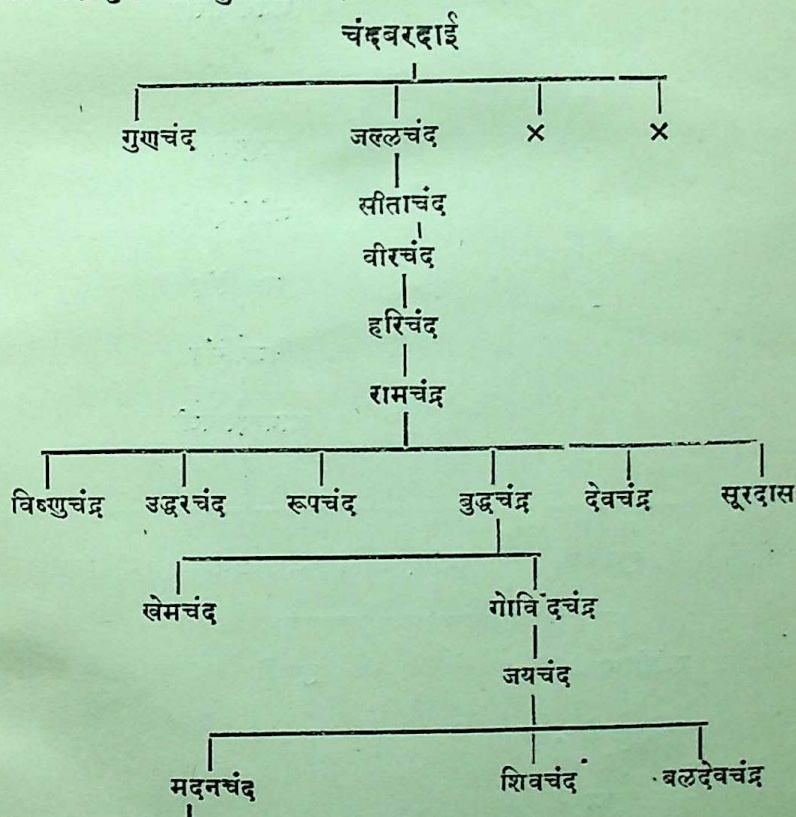 चंदबरदाई
गुणचंद जल्लचंद × ×
सीताचंद
वीरचंद
हरिचंद
रामचंद्र
विष्णुचंद्र उद्धरचंद रूपचंद बुद्धचंद्र देवचंद्र सूरदास
खेमचंद गोविंदचंद्र
जयचंद
मदनचंद शिवचंद बलदेवचंद्र